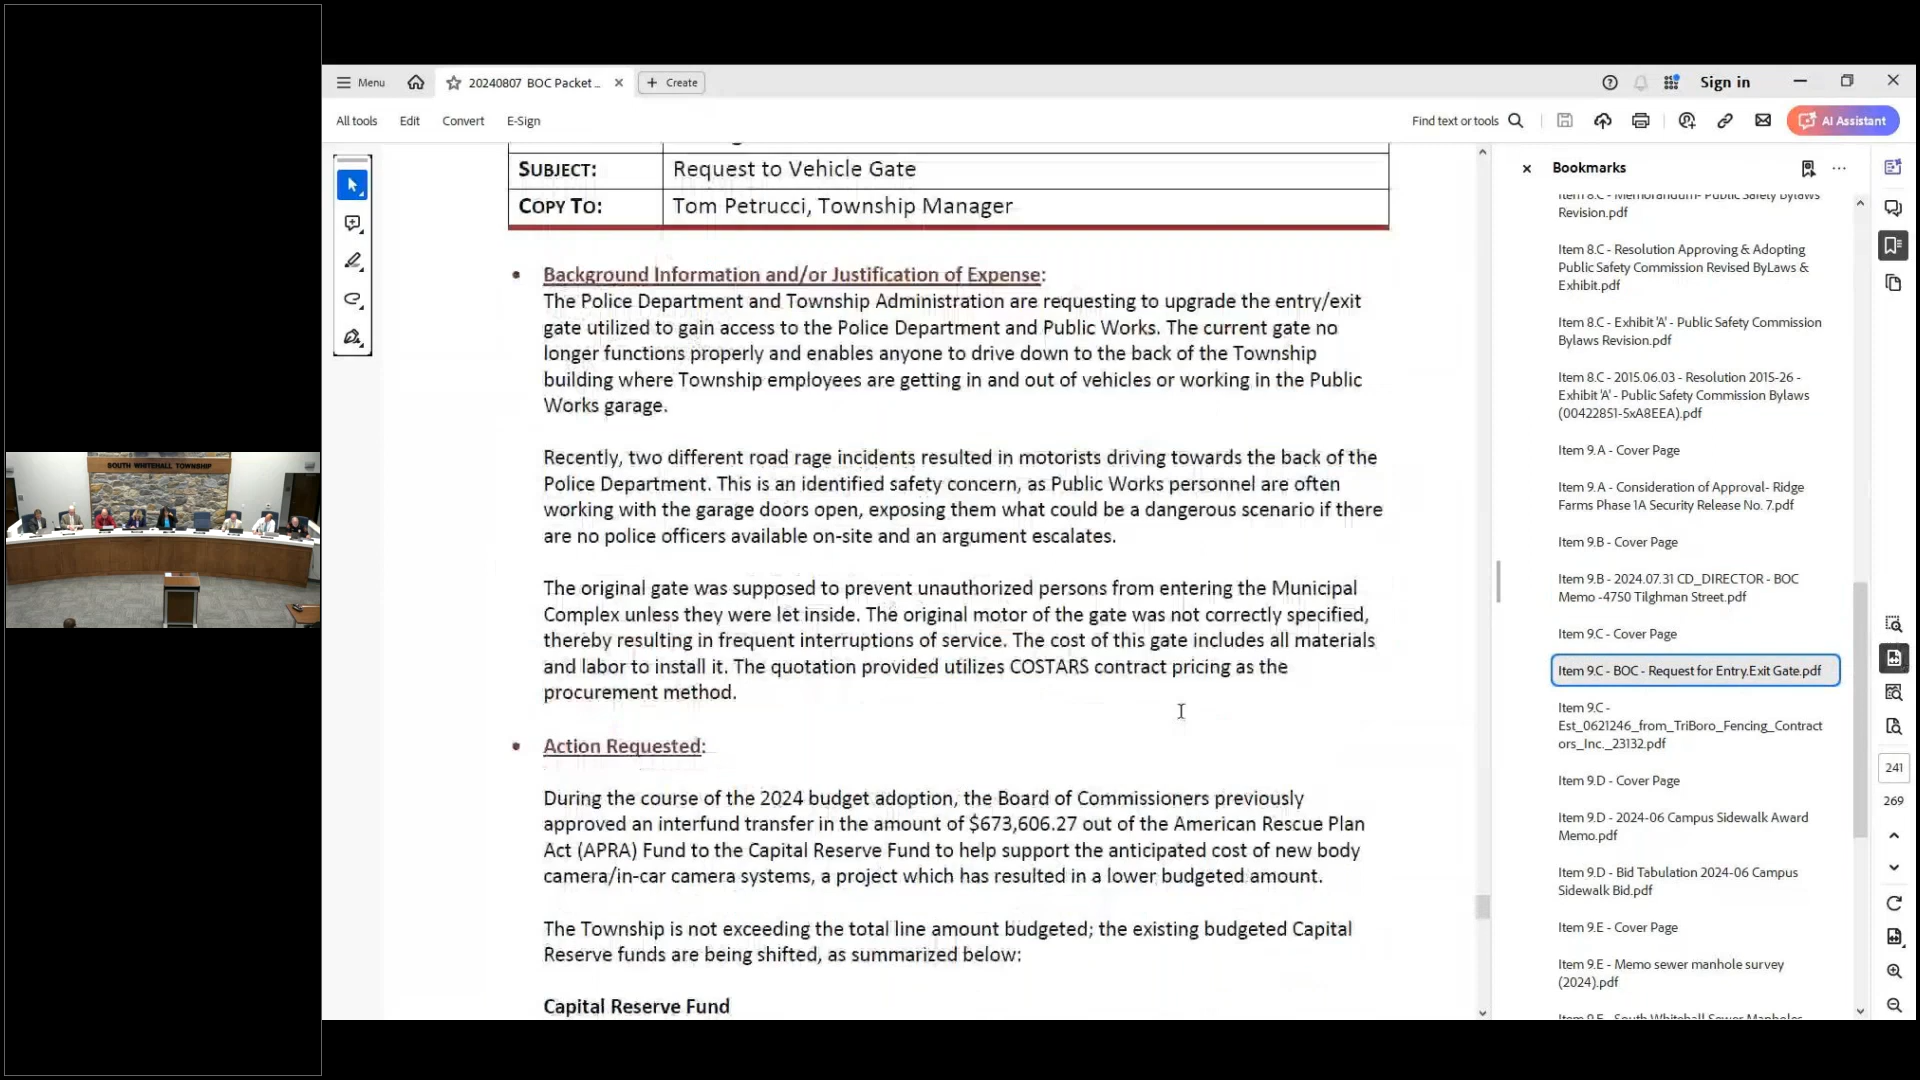 SOUTH WHITEHALL TOWNSHIP
Menu
20240807 BOC Packet ...
Create
Sign in
All tools
Edit
Convert
E-Sign
Find text or tools
AI Assistant
SUBJECT: Request to Vehicle Gate
COPY TO: Tom Petrucci, Township Manager
• Background Information and/or Justification of Expense:
The Police Department and Township Administration are requesting to upgrade the entry/exit
gate utilized to gain access to the Police Department and Public Works. The current gate no
longer functions properly and enables anyone to drive down to the back of the Township
building where Township employees are getting in and out of vehicles or working in the Public
Works garage.
Recently, two different road rage incidents resulted in motorists driving towards the back of the
Police Department. This is an identified safety concern, as Public Works personnel are often
working with the garage doors open, exposing them what could be a dangerous scenario if there
are no police officers available on-site and an argument escalates.
The original gate was supposed to prevent unauthorized persons from entering the Municipal
Complex unless they were let inside. The original motor of the gate was not correctly specified,
thereby resulting in frequent interruptions of service. The cost of this gate includes all materials
and labor to install it. The quotation provided utilizes COSTARS contract pricing as the
procurement method.
• Action Requested:
During the course of the 2024 budget adoption, the Board of Commissioners previously
approved an interfund transfer in the amount of $673,606.27 out of the American Rescue Plan
Act (APRA) Fund to the Capital Reserve Fund to help support the anticipated cost of new body
camera/in-car camera systems, a project which has resulted in a lower budgeted amount.
The Township is not exceeding the total line amount budgeted; the existing budgeted Capital
Reserve funds are being shifted, as summarized below:
Capital Reserve Fund
Bookmarks
Item 8.C - Memorandum- Public Safety Bylaws
Revision.pdf
Item 8.C - Resolution Approving & Adopting
Public Safety Commission Revised ByLaws &
Exhibit.pdf
Item 8.C - Exhibit 'A' - Public Safety Commission
Bylaws Revision.pdf
Item 8.C - 2015.06.03 - Resolution 2015-26 -
Exhibit 'A' - Public Safety Commission Bylaws
(00422851-5xA8EEA).pdf
Item 9.A - Cover Page
Item 9.A - Consideration of Approval- Ridge
Farms Phase 1A Security Release No. 7.pdf
Item 9.B - Cover Page
Item 9.B - 2024.07.31 CD_DIRECTOR - BOC
Memo -4750 Tilghman Street.pdf
Item 9.C - Cover Page
Item 9.C - BOC - Request for Entry.Exit Gate.pdf
Item 9.C -
Est_0621246_from_TriBoro_Fencing_Contract
ors_Inc._23132.pdf
Item 9.D - Cover Page
Item 9.D - 2024-06 Campus Sidewalk Award
Memo.pdf
Item 9.D - Bid Tabulation 2024-06 Campus
Sidewalk Bid.pdf
Item 9.E - Cover Page
Item 9.E - Memo sewer manhole survey
(2024).pdf
Item 9.E - South Whitehall Sewer Manholes
241
269